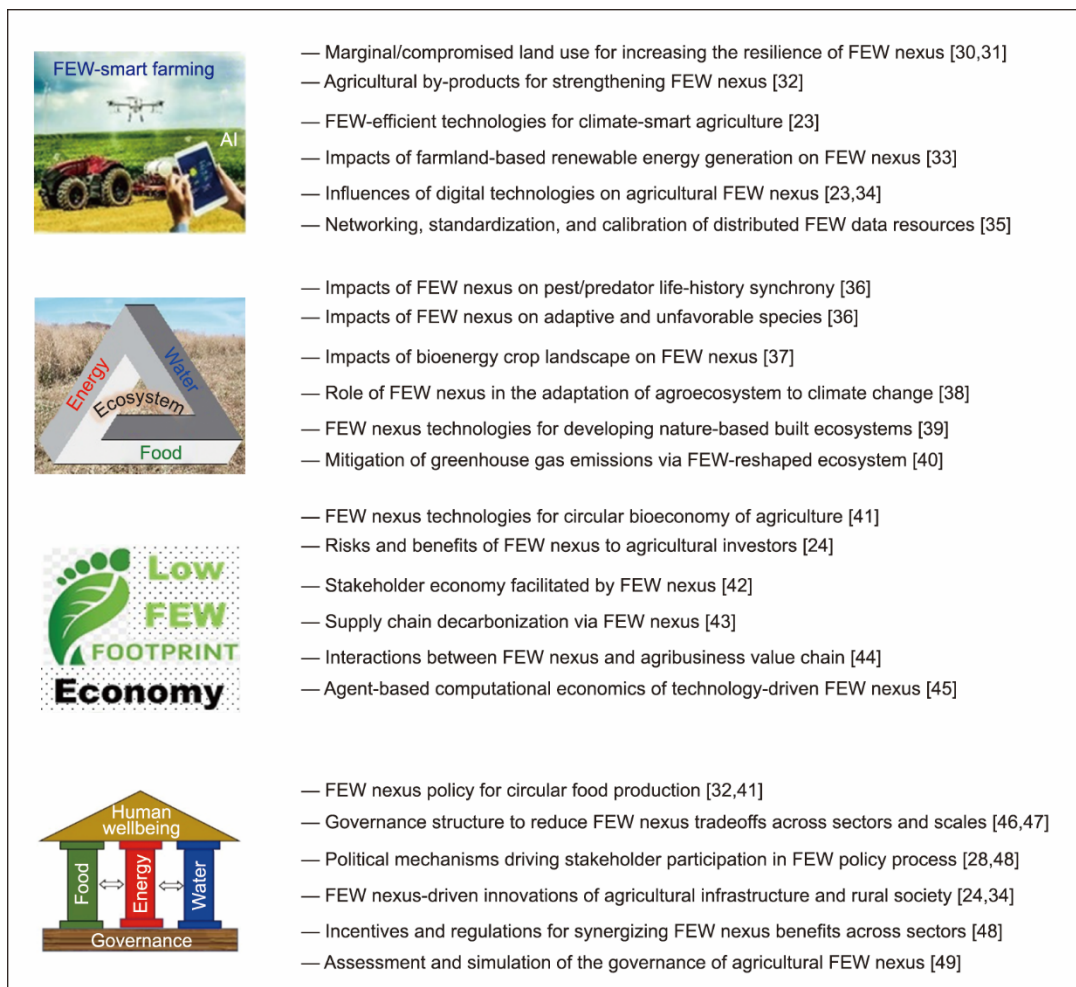 FEW-smart farming
AI
— Marginal/compromised land use for increasing the resilience of FEW nexus [30,31]
— Agricultural by-products for strengthening FEW nexus [32]
— FEW-efficient technologies for climate-smart agriculture [23]
— Impacts of farmland-based renewable energy generation on FEW nexus [33]
— Influences of digital technologies on agricultural FEW nexus [23,34]
— Networking, standardization, and calibration of distributed FEW data resources [35]
Energy
Water
Ecosystem
Food
— Impacts of FEW nexus on pest/predator life-history synchrony [36]
— Impacts of FEW nexus on adaptive and unfavorable species [36]
— Impacts of bioenergy crop landscape on FEW nexus [37]
— Role of FEW nexus in the adaptation of agroecosystem to climate change [38]
— FEW nexus technologies for developing nature-based built ecosystems [39]
— Mitigation of greenhouse gas emissions via FEW-reshaped ecosystem [40]
Low
FEW
FOOTPRINT
Economy
— FEW nexus technologies for circular bioeconomy of agriculture [41]
— Risks and benefits of FEW nexus to agricultural investors [24]
— Stakeholder economy facilitated by FEW nexus [42]
— Supply chain decarbonization via FEW nexus [43]
— Interactions between FEW nexus and agribusiness value chain [44]
— Agent-based computational economics of technology-driven FEW nexus [45]
Human
wellbeing
Food
Energy
Water
Governance
— FEW nexus policy for circular food production [32,41]
— Governance structure to reduce FEW nexus tradeoffs across sectors and scales [46,47]
— Political mechanisms driving stakeholder participation in FEW policy process [28,48]
— FEW nexus-driven innovations of agricultural infrastructure and rural society [24,34]
— Incentives and regulations for synergizing FEW nexus benefits across sectors [48]
— Assessment and simulation of the governance of agricultural FEW nexus [49]